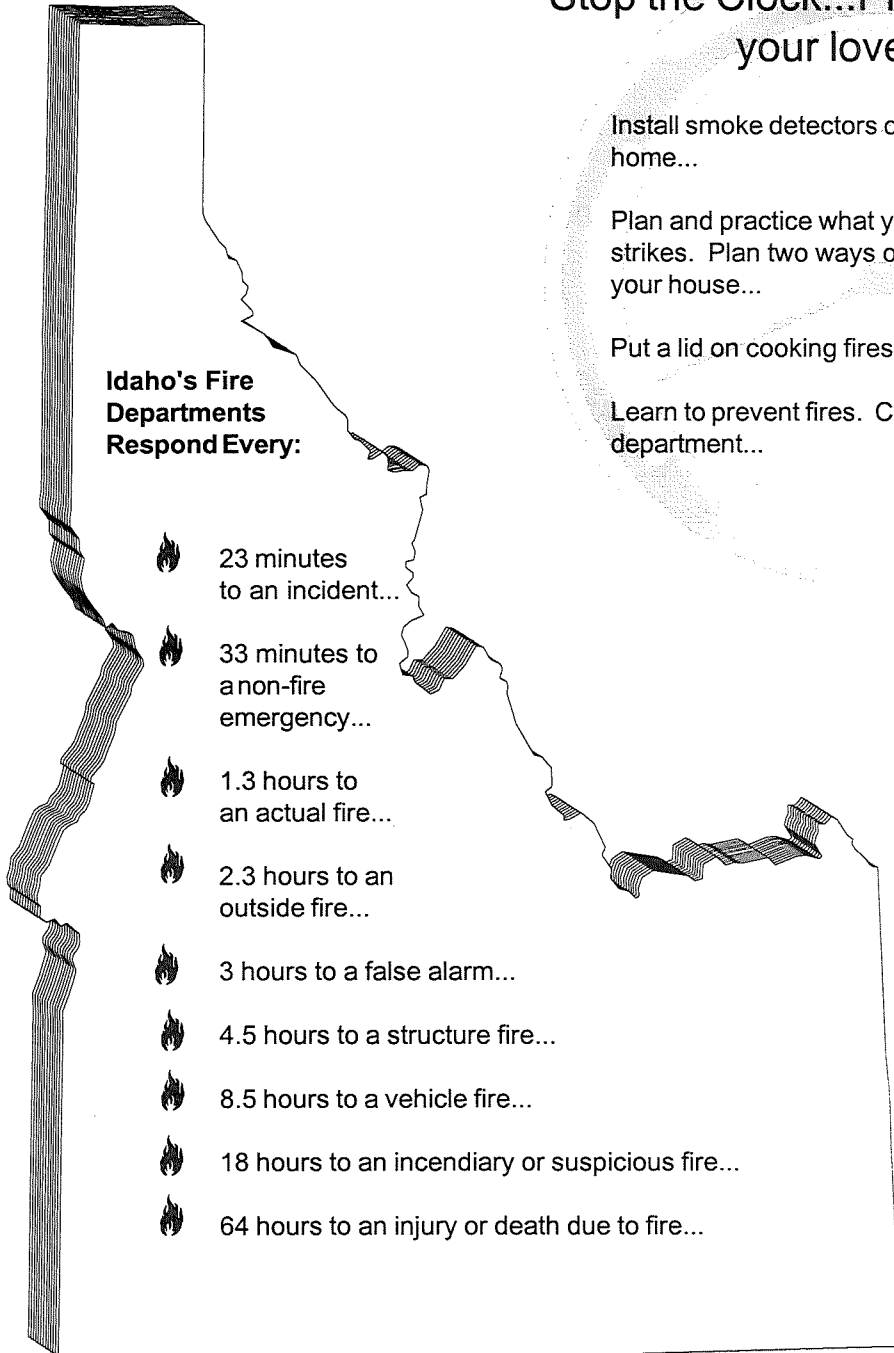 Stop the Clock...
your
Idaho's Fire
Departments
Respond Every:
23 minutes
to an incident...
33 minutes to
a non-fire
emergency...
1.3 hours to
an actual fire...
2.3 hours to an
outside fire...
3 hours to a false alarm...
4.5 hours to a structure fire...
8.5 hours to a vehicle fire...
18 hours to an incendiary or suspicious fire...
64 hours to an injury or death due to fire...
Install smoke detectors
home...
Plan and practice what
strikes. Plan two ways
your house...
Put a lid on cooking fires
Learn to prevent fires.
department...